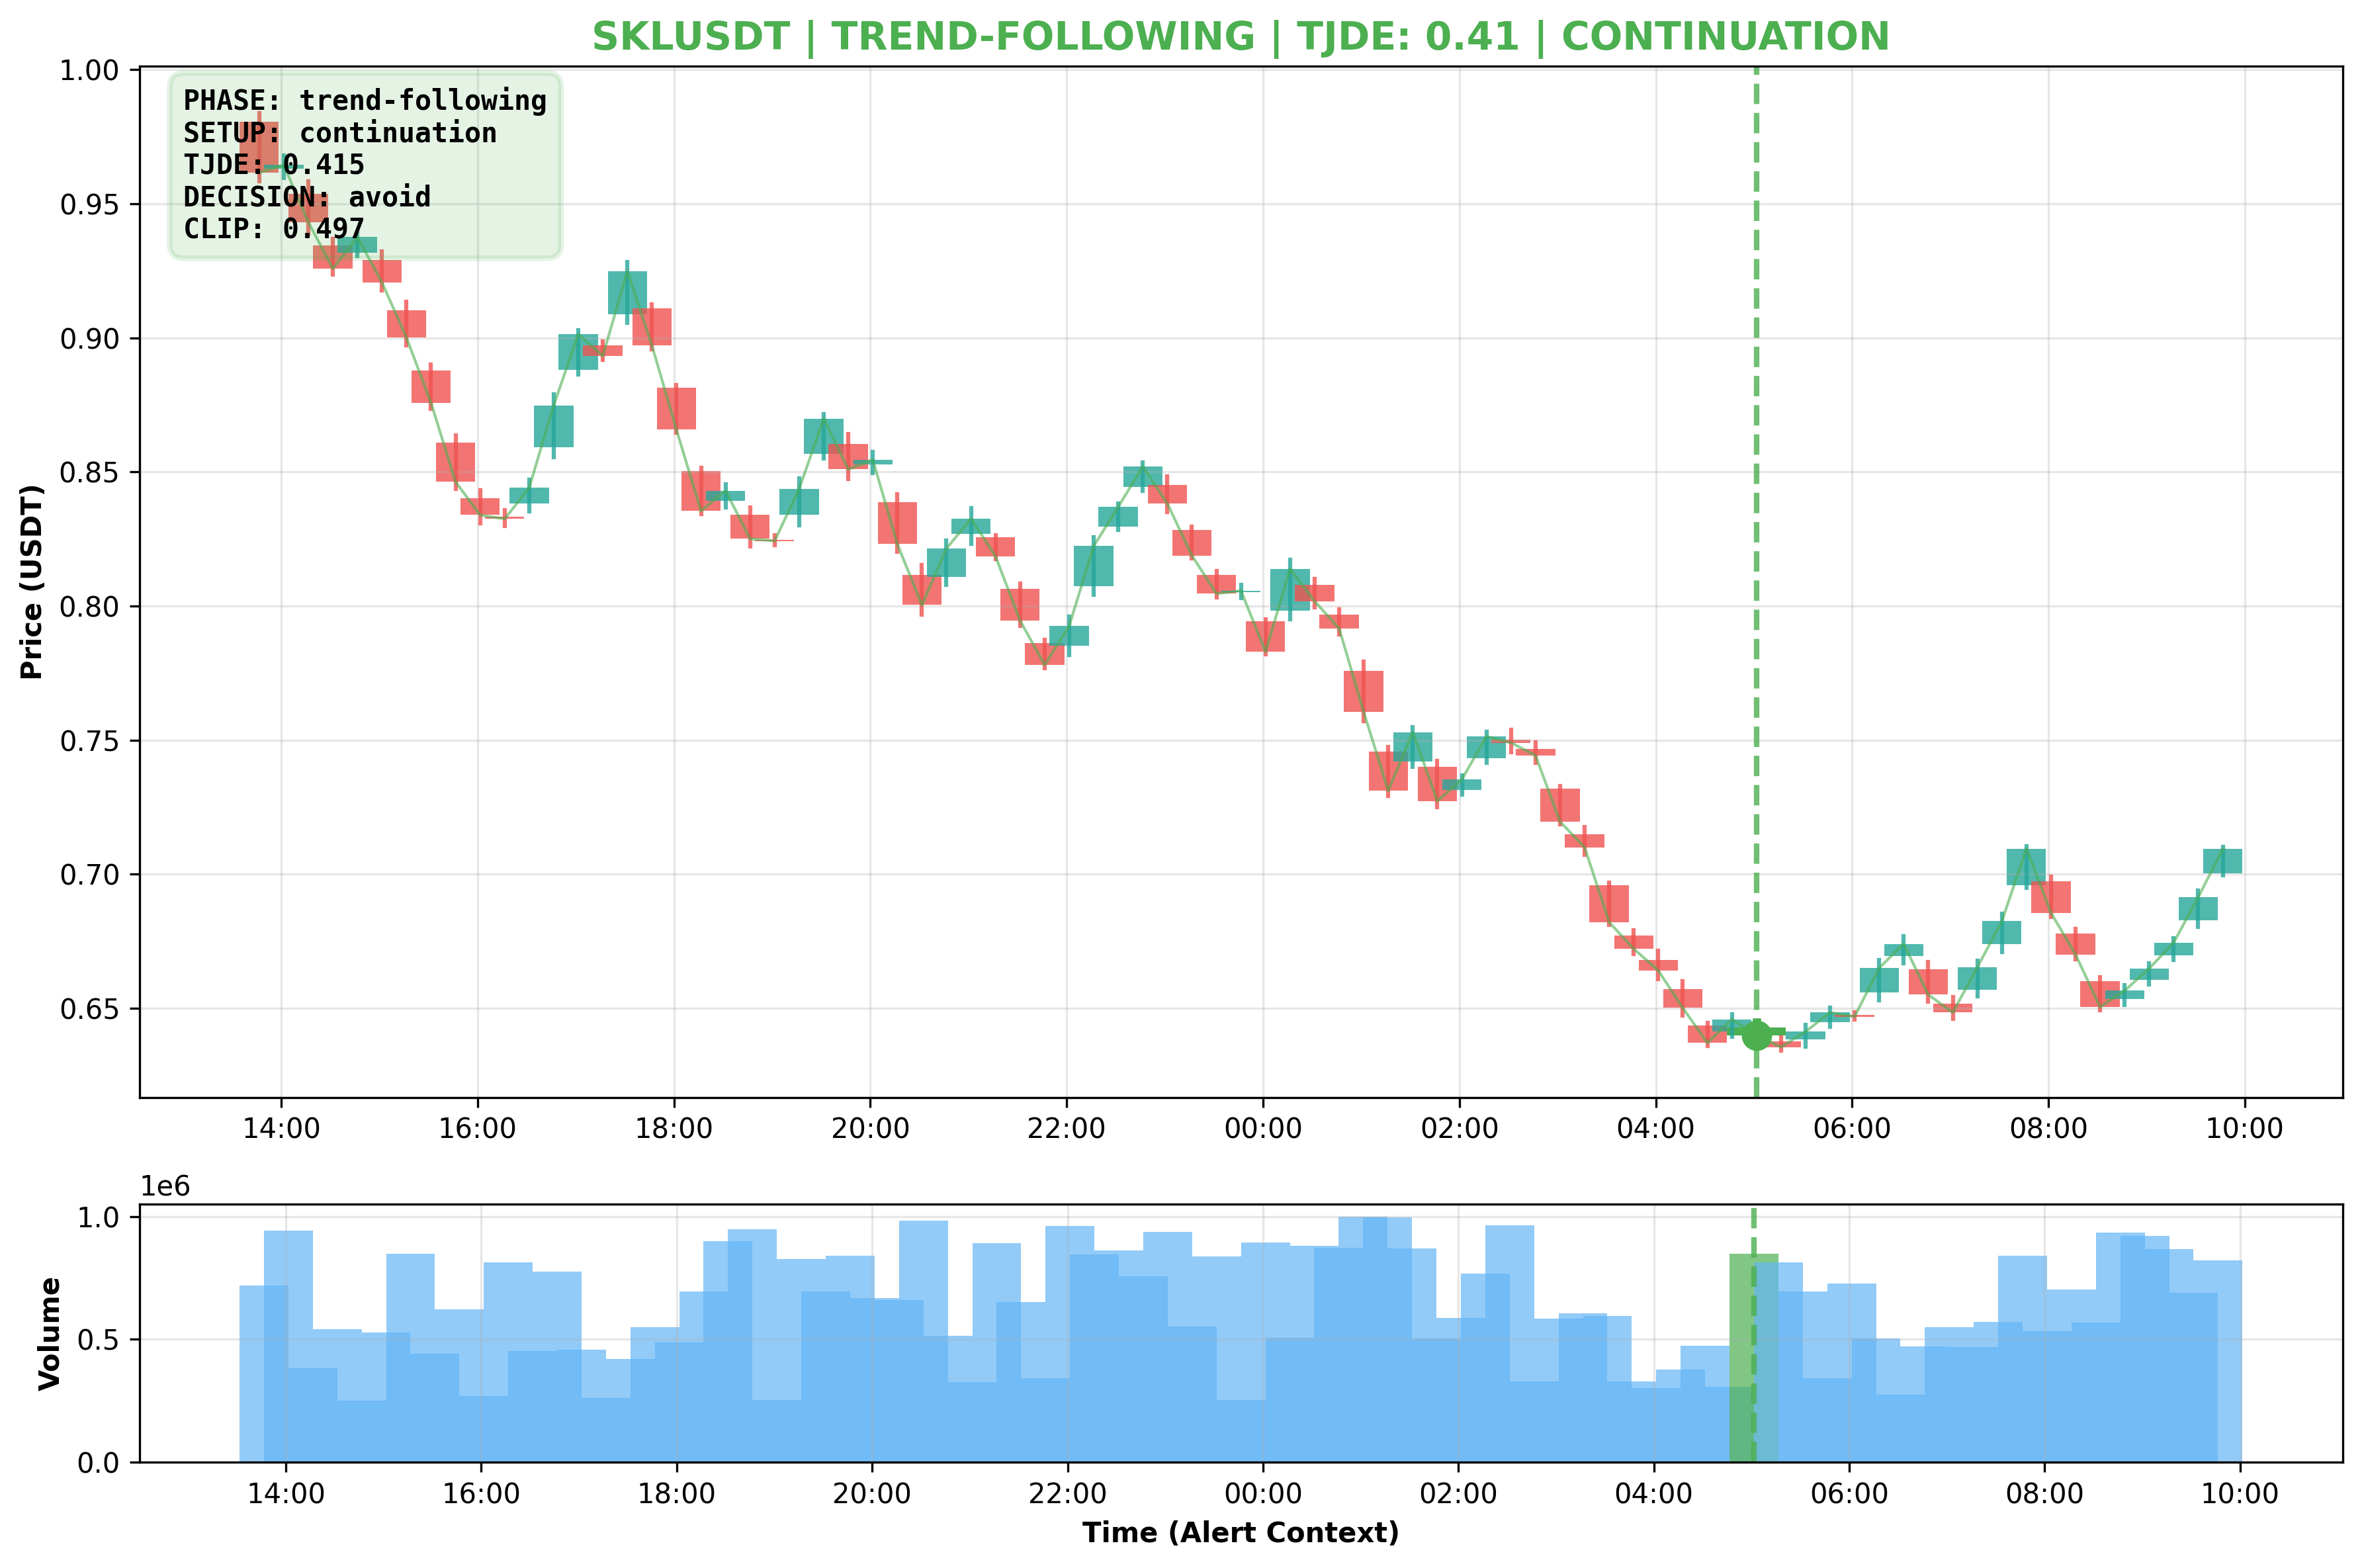 SKLUSDT | TREND-FOLLOWING | TJDE: 0.41 | CONTINUATION
PHASE: trend-following
SETUP: continuation
TJDE: 0.415
DECISION: avoid
CLIP: 0.497
Price (USDT)
1.00
0.95
0.90
0.85
0.80
0.75
0.70
0.65
14:00 16:00 18:00 20:00 22:00 00:00 02:00 04:00 06:00 08:00 10:00
1e6
Volume
1.0
0.5
0.0
14:00 16:00 18:00 20:00 22:00 00:00 02:00 04:00 06:00 08:00 10:00
Time (Alert Context)